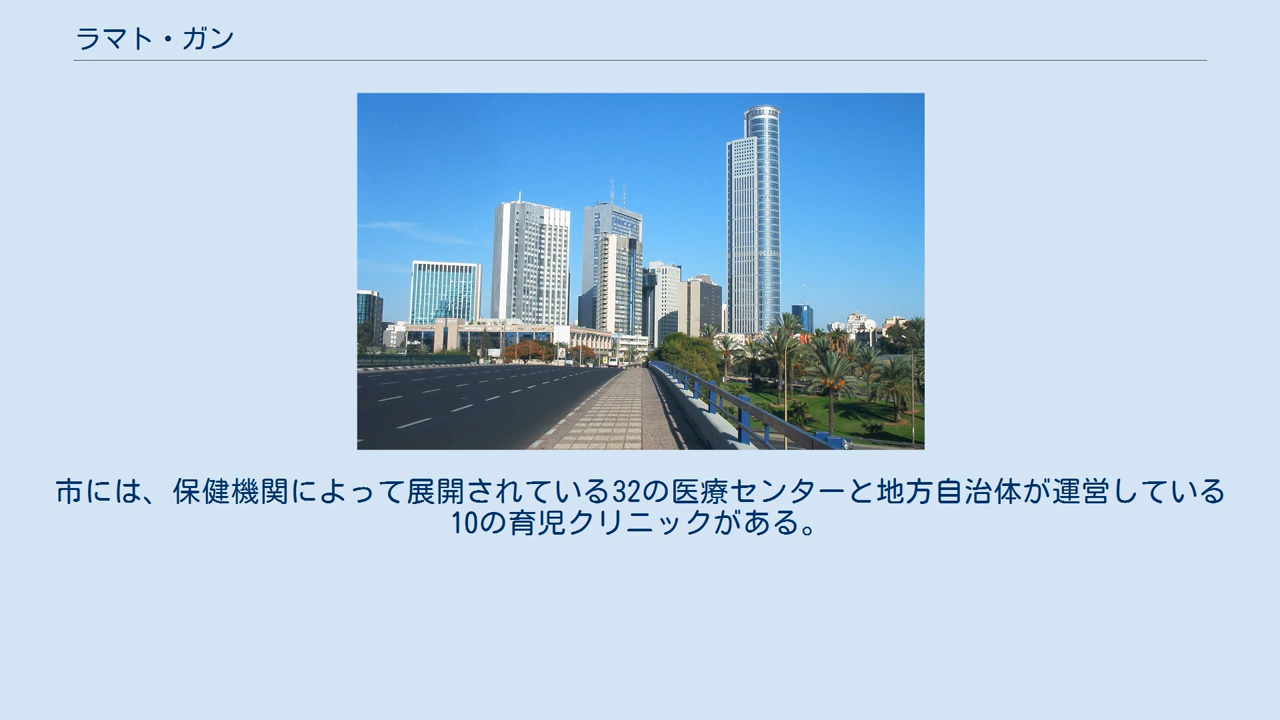 ラマト・ガン
市には、保健機関によって展開されている32の医療センターと地方自治体が運営している
10の育児クリニックがある。